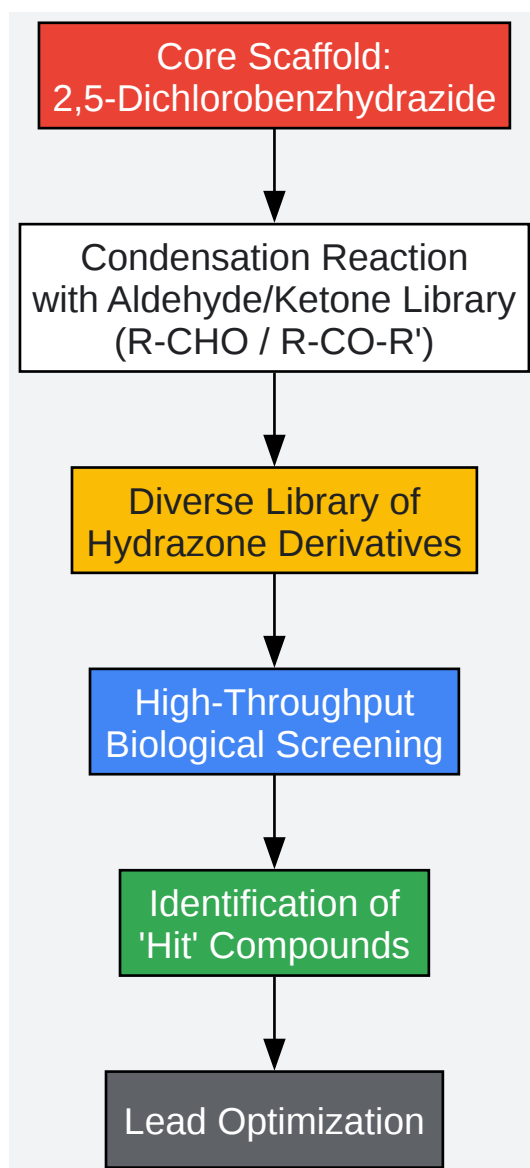 Core Scaffold:
2,5-Dichlorobenzhydrazide
Condensation Reaction
with Aldehyde/Ketone Library
(R-CHO / R-CO-R')
Diverse Library of
Hydrazone Derivatives
High-Throughput
Biological Screening
Identification of
'Hit' Compounds
Lead Optimization